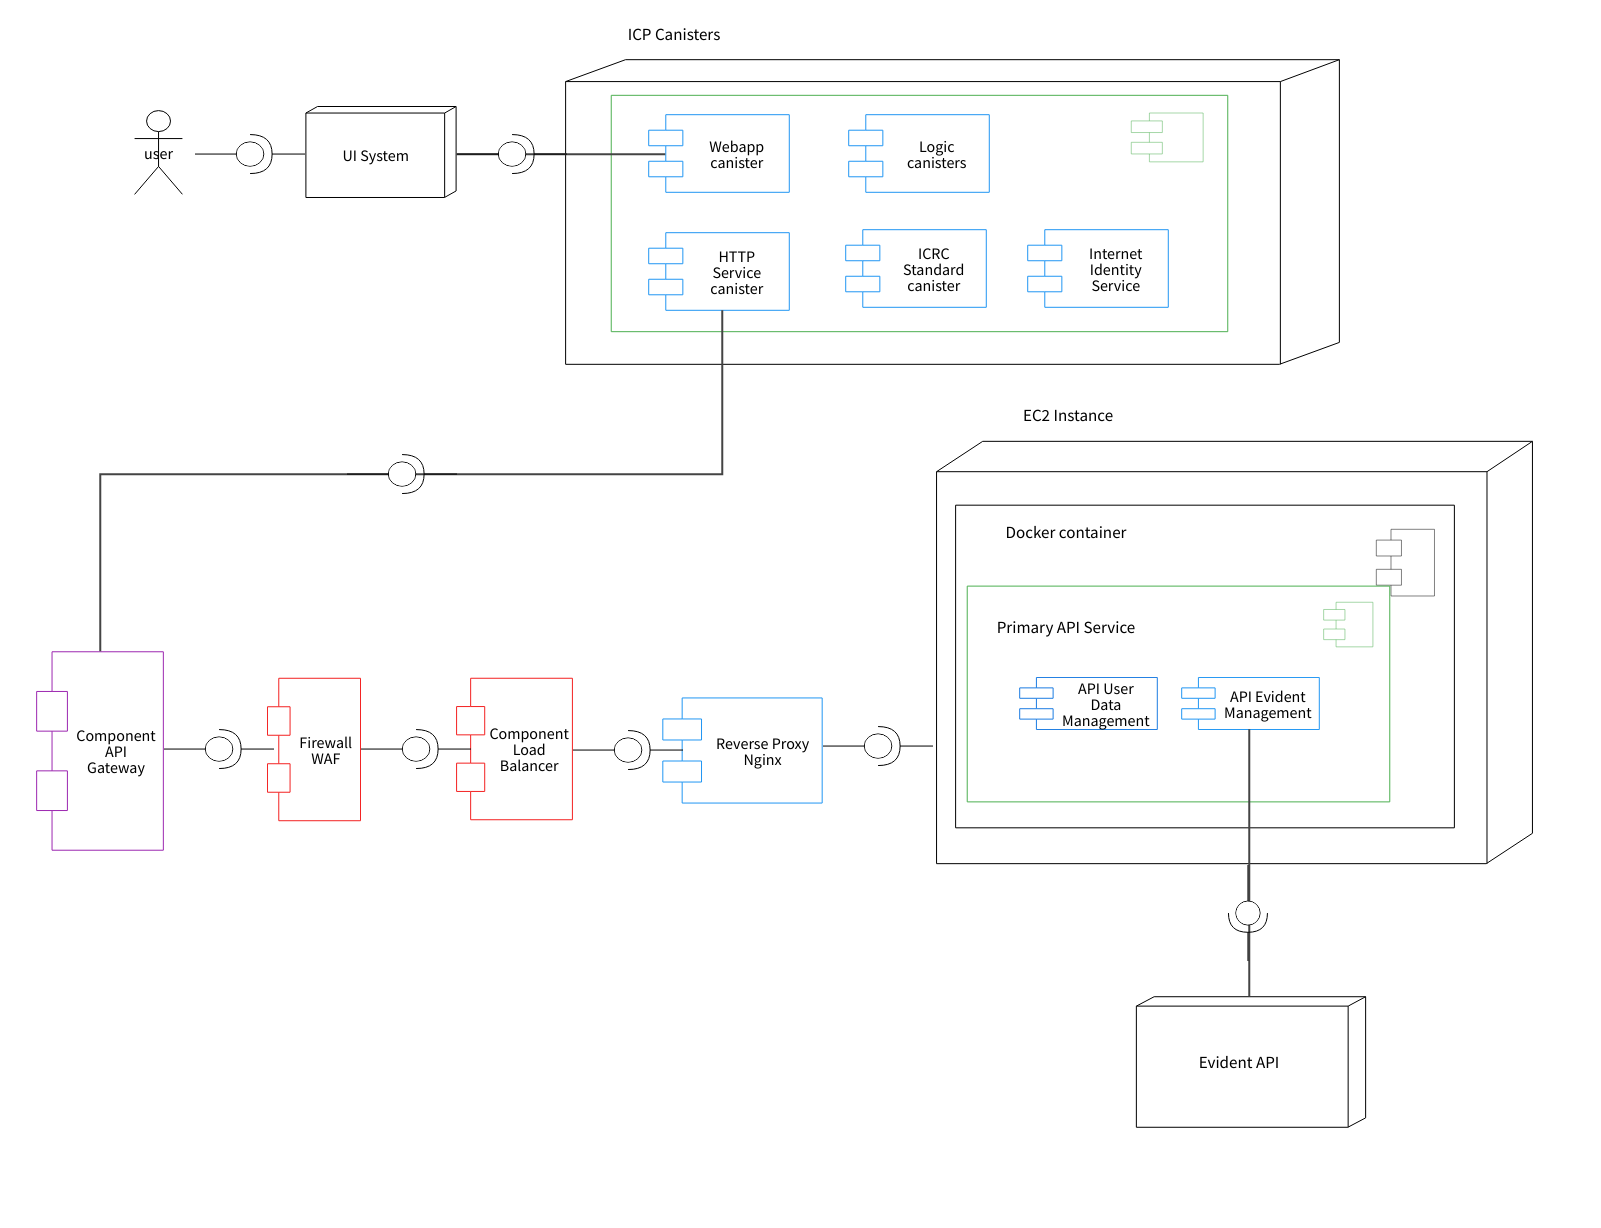 ICP Canisters
user
UI System
Webapp
canister
Logic
canisters
HTTP
Service
canister
ICRC
Standard
canister
Internet
Identity
Service
EC2 Instance
Docker container
Primary API Service
API User
Data
Management
API Evident
Management
Component
API
Gateway
Firewall
WAF
Component
Load
Balancer
Reverse Proxy
Nginx
Evident API